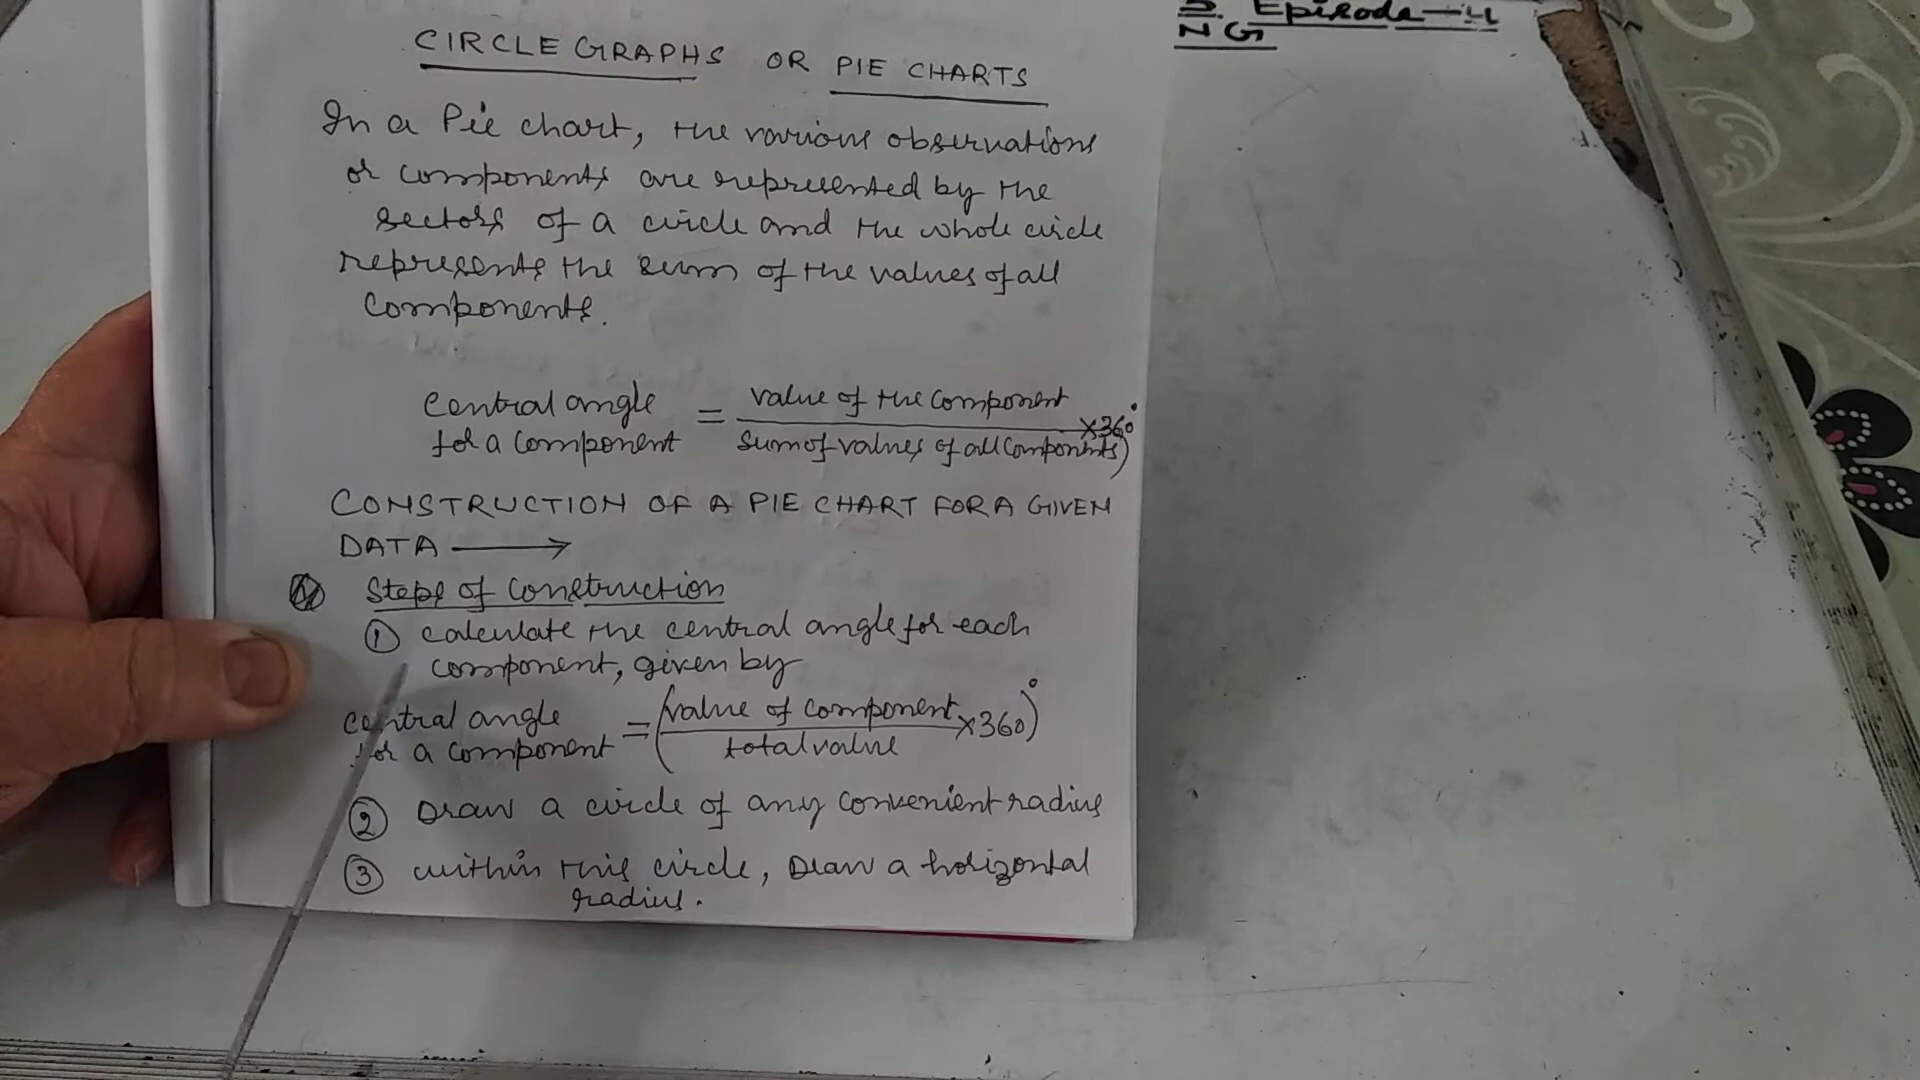 Episode-4
NG
CIRCLE GRAPHS OR PIE CHARTS
In a Pie chart, the various observations
or components are represented by the
sectors of a circle and the whole circle
represents the sum of the values of all
components.
central angle for a component = value of the component / sum of values of all components) ×360°
CONSTRUCTION OF A PIE CHART FOR A GIVEN
DATA ⟶
Steps of construction
① calculate the central angle for each
component, given by
central angle for a component = (value of component / total value ×360)°
② Draw a circle of any convenient radius
③ within this circle, Draw a horizontal
radius.